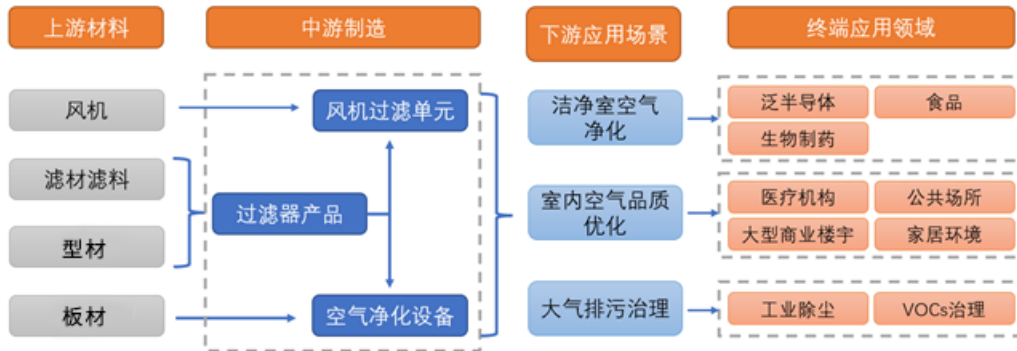 上游材料
中游制造
下游应用场景
终端应用领域
风机
滤材滤料
型材
板材
风机过滤单元
过滤器产品
空气净化设备
洁净室空气
净化
室内空气品质
优化
大气排污治理
泛半导体
食品
生物制药
医疗机构
公共场所
大型商业楼宇
家居环境
工业除尘
VOCs治理